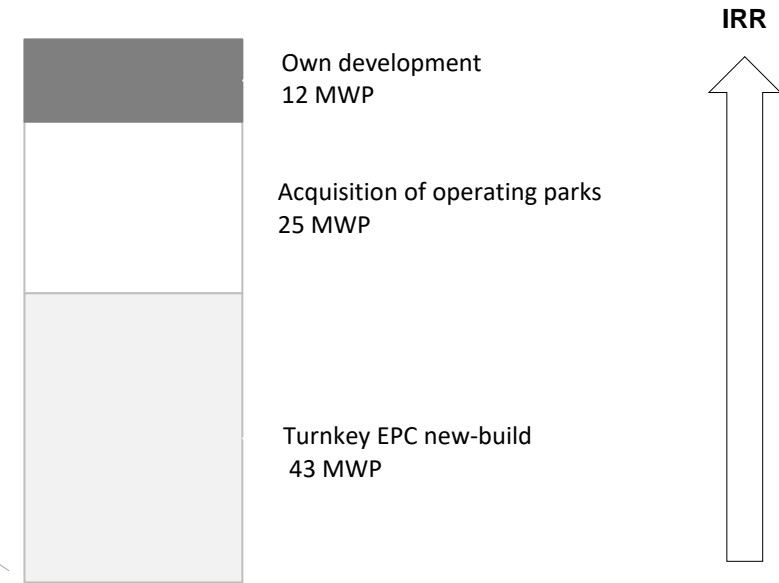 IRR
Own development
12 MWP
Acquisition of operating parks
25 MWP
Turnkey EPC new-build
43 MWP